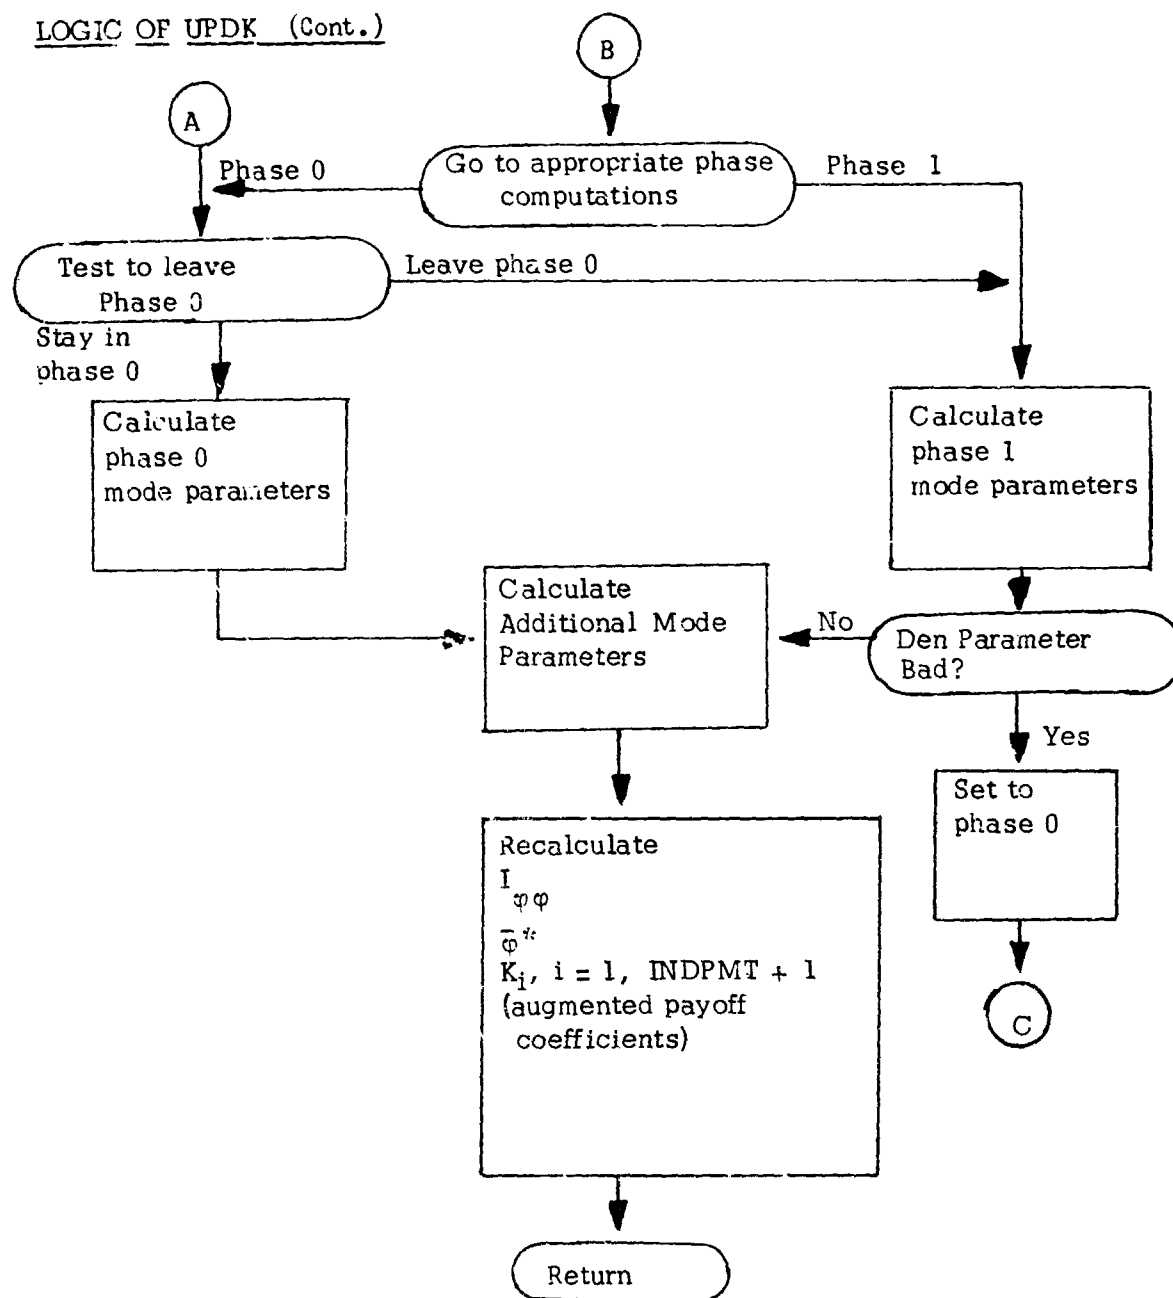 LOGIC OF UPDK (Cont.)
B
A
Phase 0
Go to appropriate phase
computations
Phase 1
Test to leave
Phase 0
Leave phase 0
Stay in
phase 0
Calculate
phase 0
mode parameters
Calculate
phase 1
mode parameters
Calculate
Additional Mode
Parameters
No
Den Parameter
Bad?
Yes
Set to
phase 0
Recalculate
I_φφ
φ̄*
K_i, i = 1, INDPMT + 1
(augmented payoff
coefficients)
C
Return